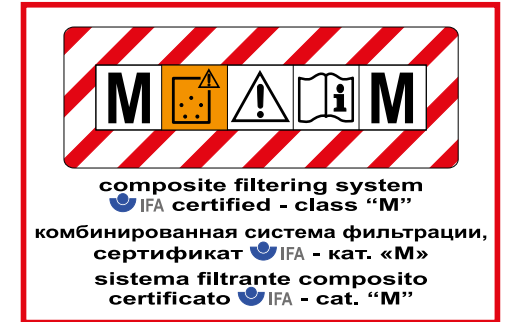 M M
composite filtering system
IFA certified - class “M”
комбинированная система фильтрации,
сертификат IFA - кат. «М»
sistema filtrante composito
certificato IFA - cat. “M”